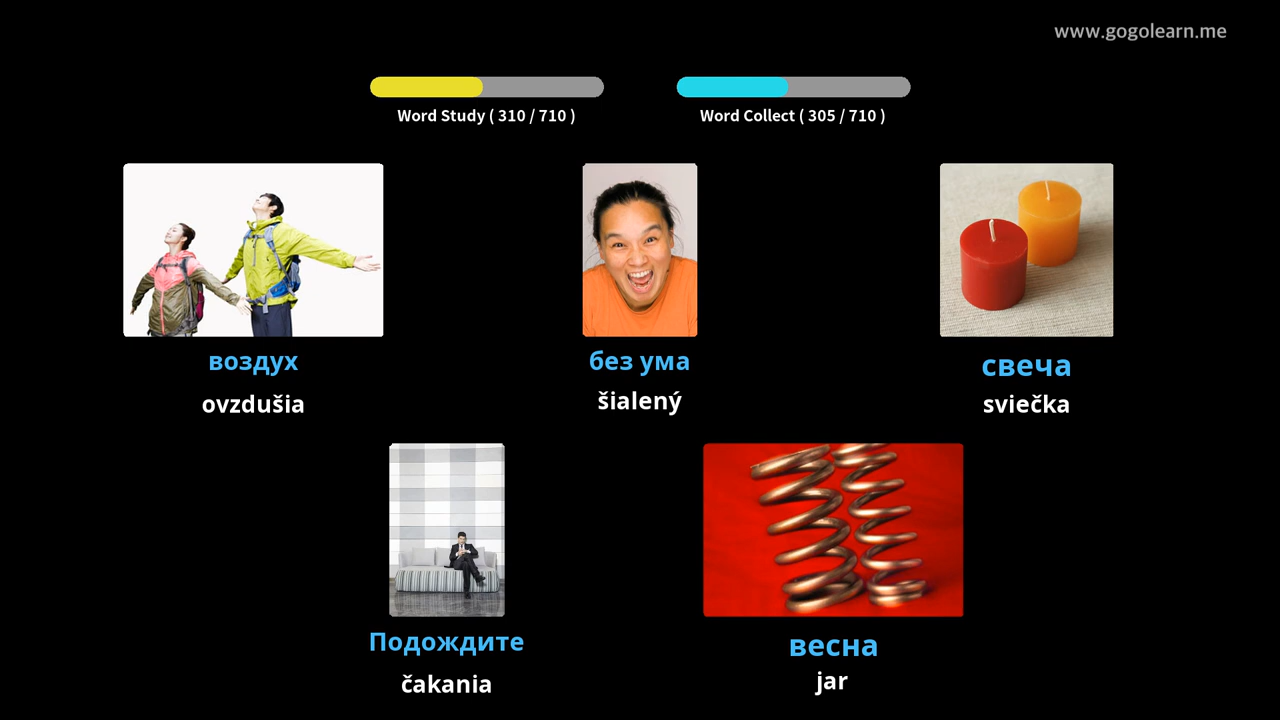 www.gogolearn.me
Word Study ( 310 / 710 )
Word Collect ( 305 / 710 )
воздух
ovzdušia
без ума
šialený
свеча
sviečka
Подождите
čakania
весна
jar